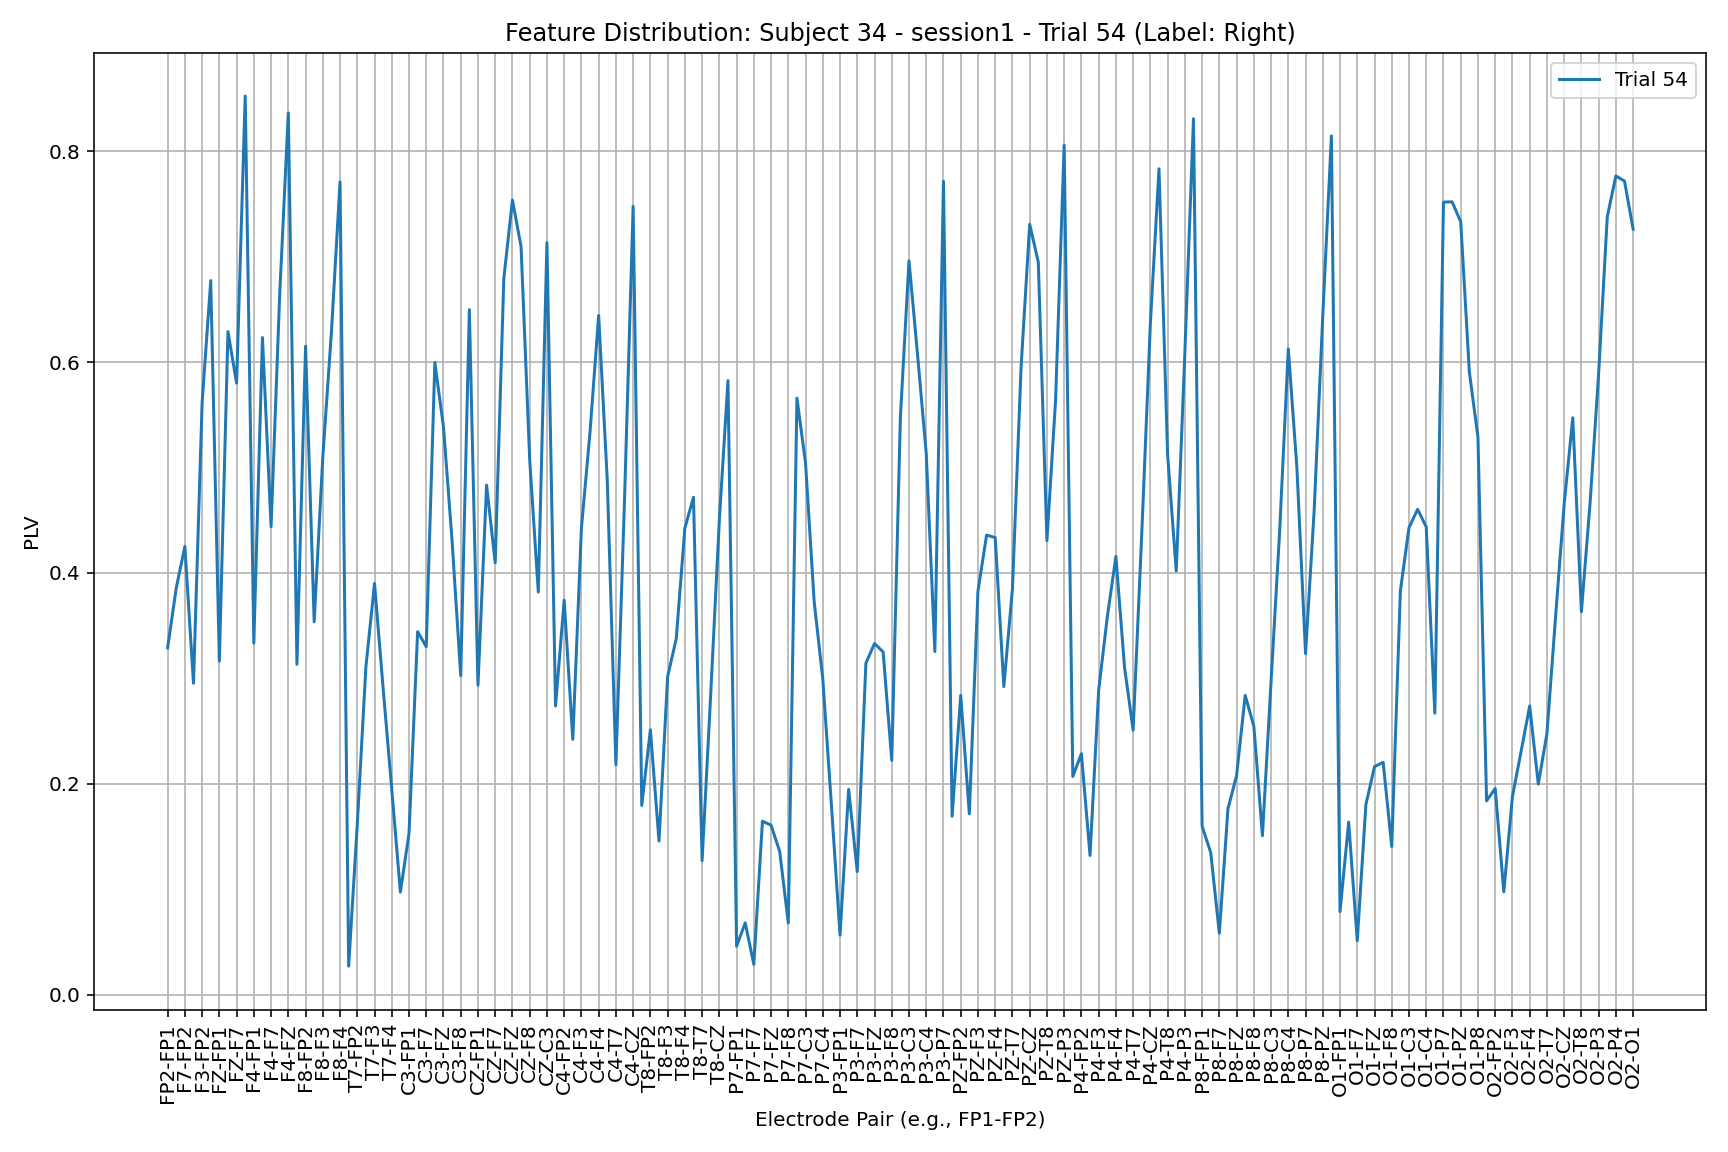 Feature Distribution: Subject 34 - session1 - Trial 54 (Label: Right)
Trial 54
PLV
0.8
0.6
0.4
0.2
0.0
FP2-FP1
F7-FP2
F3-FP2
FZ-FP1
FZ-F7
F4-FP1
F4-F7
F4-FZ
F8-FP2
F8-F3
F8-F4
T7-FP2
T7-F3
T7-F4
C3-FP1
C3-F7
C3-FZ
C3-F8
CZ-FP1
CZ-F7
CZ-FZ
CZ-F8
CZ-C3
C4-FP2
C4-F3
C4-F4
C4-T7
C4-CZ
T8-FP2
T8-F3
T8-F4
T8-T7
T8-CZ
P7-FP1
P7-F7
P7-FZ
P7-F8
P7-C3
P7-C4
P3-FP1
P3-F7
P3-FZ
P3-F8
P3-C3
P3-C4
P3-P7
PZ-FP2
PZ-F3
PZ-F4
PZ-T7
PZ-CZ
PZ-T8
PZ-P3
P4-FP2
P4-F3
P4-F4
P4-T7
P4-CZ
P4-T8
P4-P3
P8-FP1
P8-F7
P8-FZ
P8-F8
P8-C3
P8-C4
P8-P7
P8-PZ
O1-FP1
O1-F7
O1-FZ
O1-F8
O1-C3
O1-C4
O1-P7
O1-PZ
O1-P8
O2-FP2
O2-F3
O2-F4
O2-T7
O2-CZ
O2-T8
O2-P3
O2-P4
O2-O1
Electrode Pair (e.g., FP1-FP2)